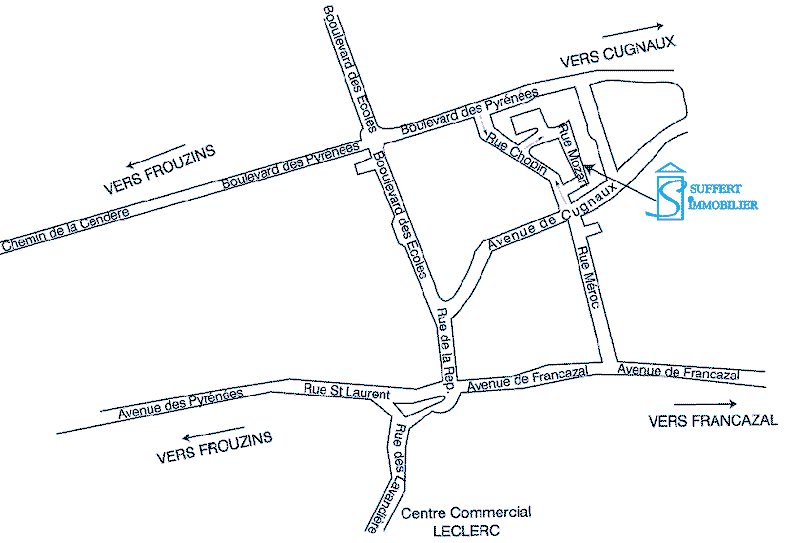 Booulevard des Ecoles
VERS CUGNAUX
Boulevard des Pyrénées
VERS FROUZINS
Boulevard des Pyrénées
Rue Chopin
Rue Mozart
SUFFERT
IMMOBILIER
Chemin de la Cendère
Booulevard des Ecoles
Avenue de Cugnaux
Rue Méroc
Rue de la Rep
Avenue des Pyrénées
Rue St Laurent
Avenue de Francazal
Avenue de Francazal
VERS FROUZINS
VERS FRANCAZAL
Rue des Lavandière
Centre Commercial
LECLERC